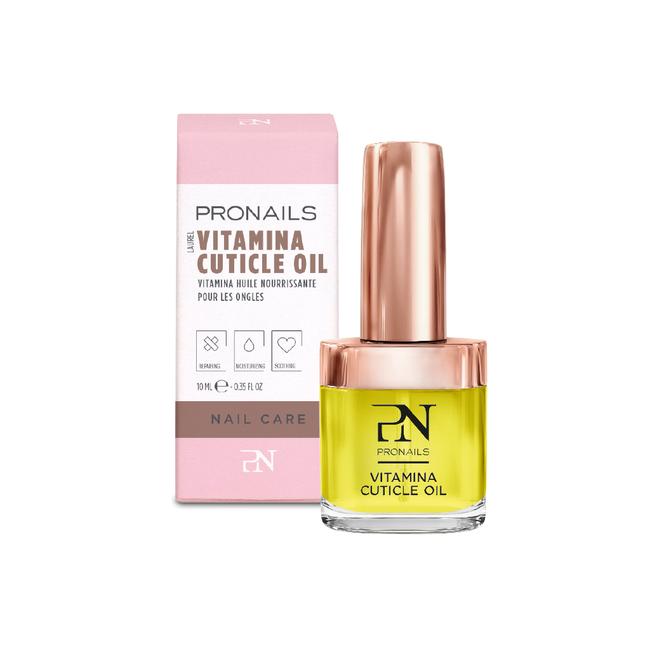 PN
PRONAILS
LAUREL
VITAMINA
CUTICLE OIL
VITAMINA HUILE NOURRISSANTE
POUR LES ONGLES
REPAIRING MOISTURIZING SOOTHING
10 ML ℮ - 0.35 FL OZ
NAIL CARE
PN
PN
PRONAILS
VITAMINA
CUTICLE OIL